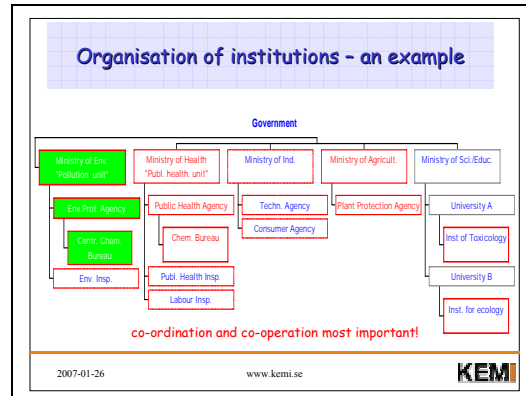 Organisation of institutions – an example
Government
Ministry of Env.
"Pollution unit"
Ministry of Health
"Publ. health. unit"
Ministry of Ind.
Ministry of Agricult.
Ministry of Sci./Educ.
Env.Prot. Agency
Public Health Agency
Techn. Agency
Plant Protection Agency
University A
Centr. Chem.
Bureau
Chem. Bureau
Consumer Agency
Inst of Toxicology
Env. Insp.
Publ. Health Insp.
University B
Labour Insp.
Inst. for ecology
co-ordination and co-operation most important!
2007-01-26
www.kemi.se
KEMI